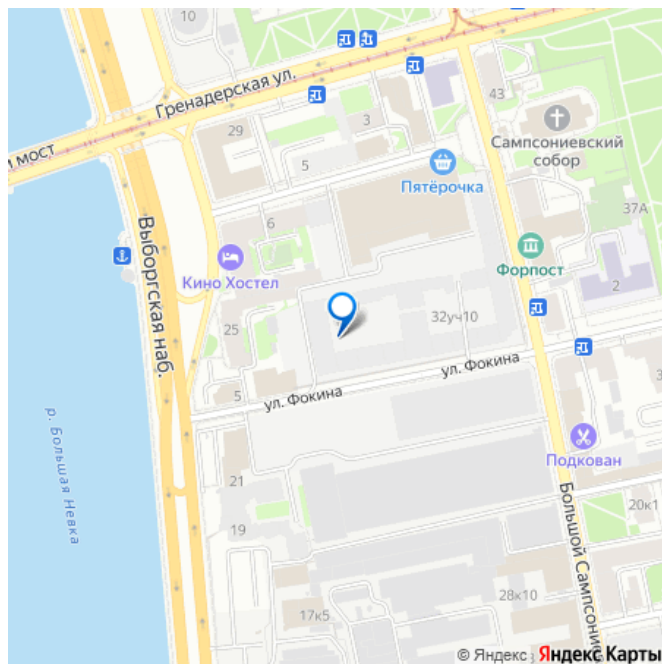 10
Гренадерская ул.
29
3
5
43
Сампсониевский
собор
и мост
Пятёрочка
37А
6
Выборгская наб.
Кино Хостел
Форпост
2
25
32уч10
ул. Фокина
ул. Фокина
5
3
Подкован
р. Большая Невка
21
20к1
19
Большой Сампсоние
28к10
17к5
© Яндекс Яндекс Карты